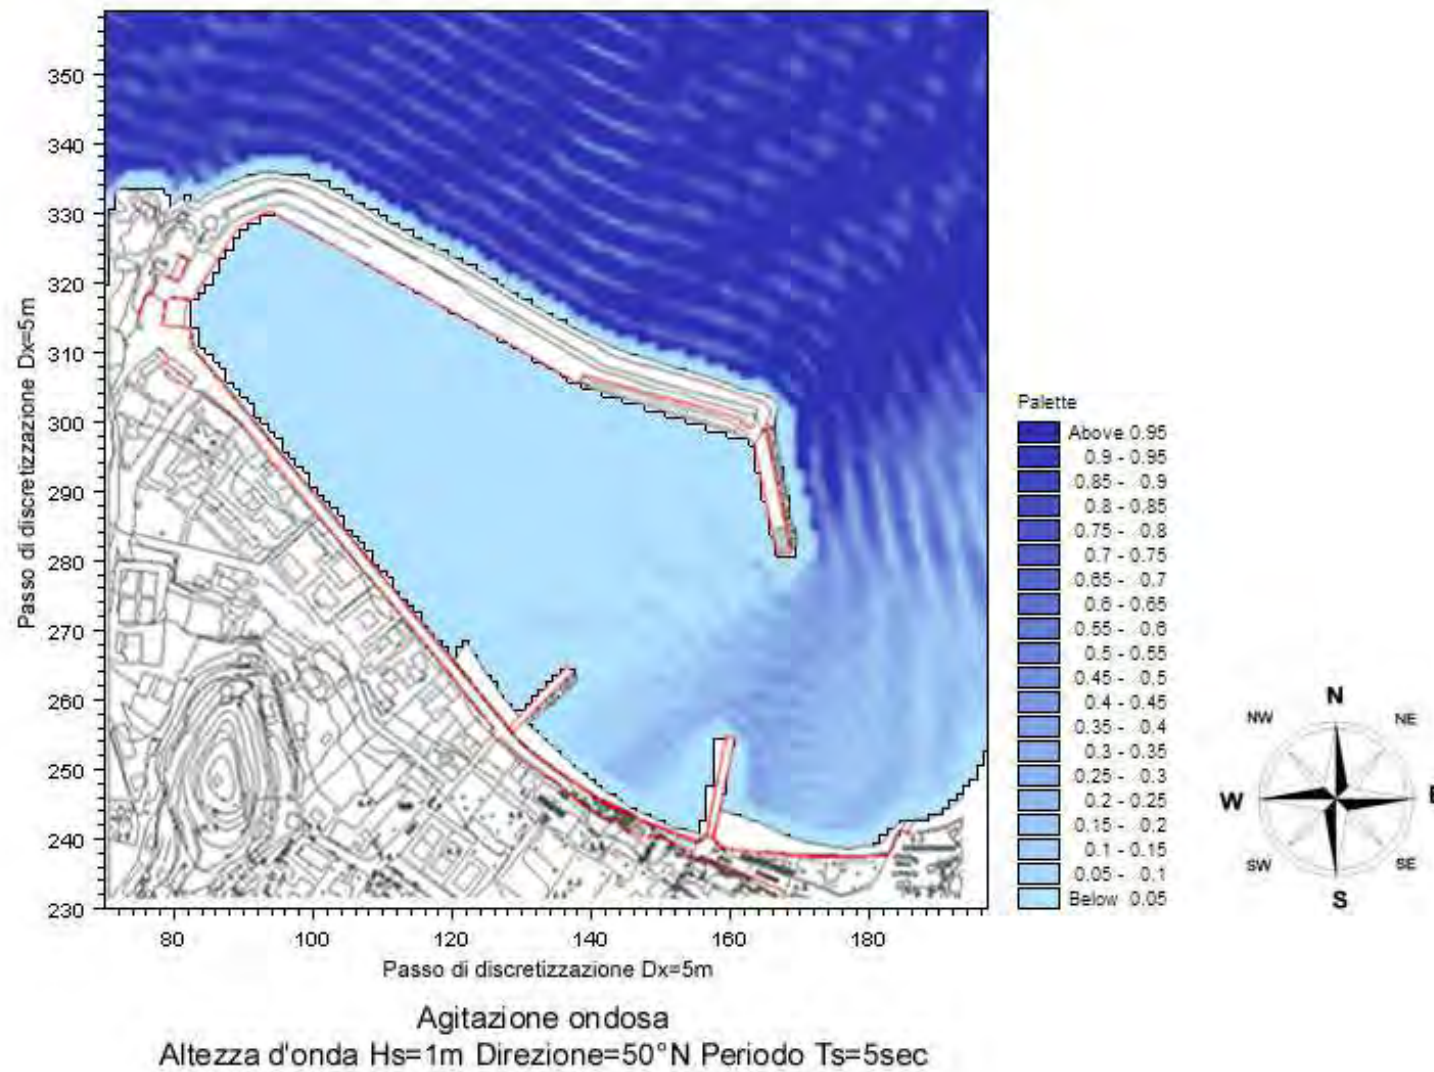 350
340
330
320
310
300
290
280
270
260
250
240
230
Passo di discretizzazione Dx=5m
80 100 120 140 160 180
Passo di discretizzazione Dx=5m
Palette
Above 0.95
0.9 - 0.95
0.85 - 0.9
0.8 - 0.85
0.75 - 0.8
0.7 - 0.75
0.65 - 0.7
0.6 - 0.65
0.55 - 0.6
0.5 - 0.55
0.45 - 0.5
0.4 - 0.45
0.35 - 0.4
0.3 - 0.35
0.25 - 0.3
0.2 - 0.25
0.15 - 0.2
0.1 - 0.15
0.05 - 0.1
Below 0.05
N
NW NE
W E
SW SE
S
Agitazione ondosa
Altezza d'onda Hs=1m Direzione=50°N Periodo Ts=5sec